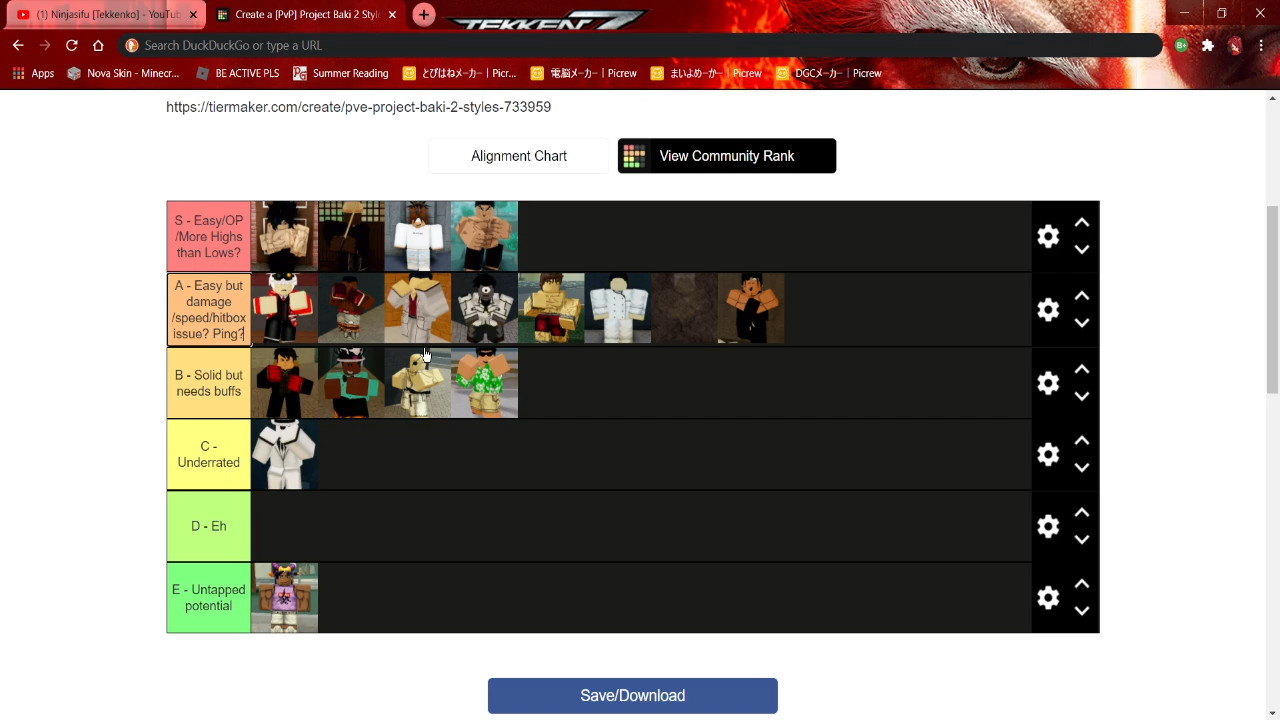 (1) Ninjasifu [Tekkenko] - YouTub
Create a [PvP] Project Baki 2 Styl
TEKKEN 7
Search DuckDuckGo or type a URL
Apps
Nova Skin - Minecr...
BE ACTIVE PLS
Summer Reading
とびはねメーカー｜Picr...
電脳メーカー｜Picrew
まいよめーかー｜Picrew
DGCメーカー｜Picrew
https://tiermaker.com/create/pve-project-baki-2-styles-733959
Alignment Chart
View Community Rank
S - Easy/OP
/More Highs
than Lows?
A - Easy but
damage
/speed/hitbox
issue? Ping?
B - Solid but
needs buffs
C -
Underrated
D - Eh
E - Untapped
potential
Save/Download